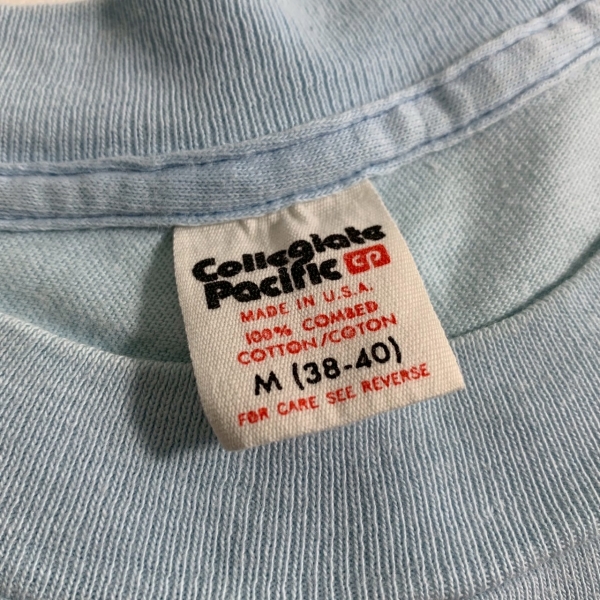 Collegiate
Pacific CP
MADE IN U.S.A.
100% COMBED
COTTON/COTON
M (38-40)
FOR CARE SEE REVERSE